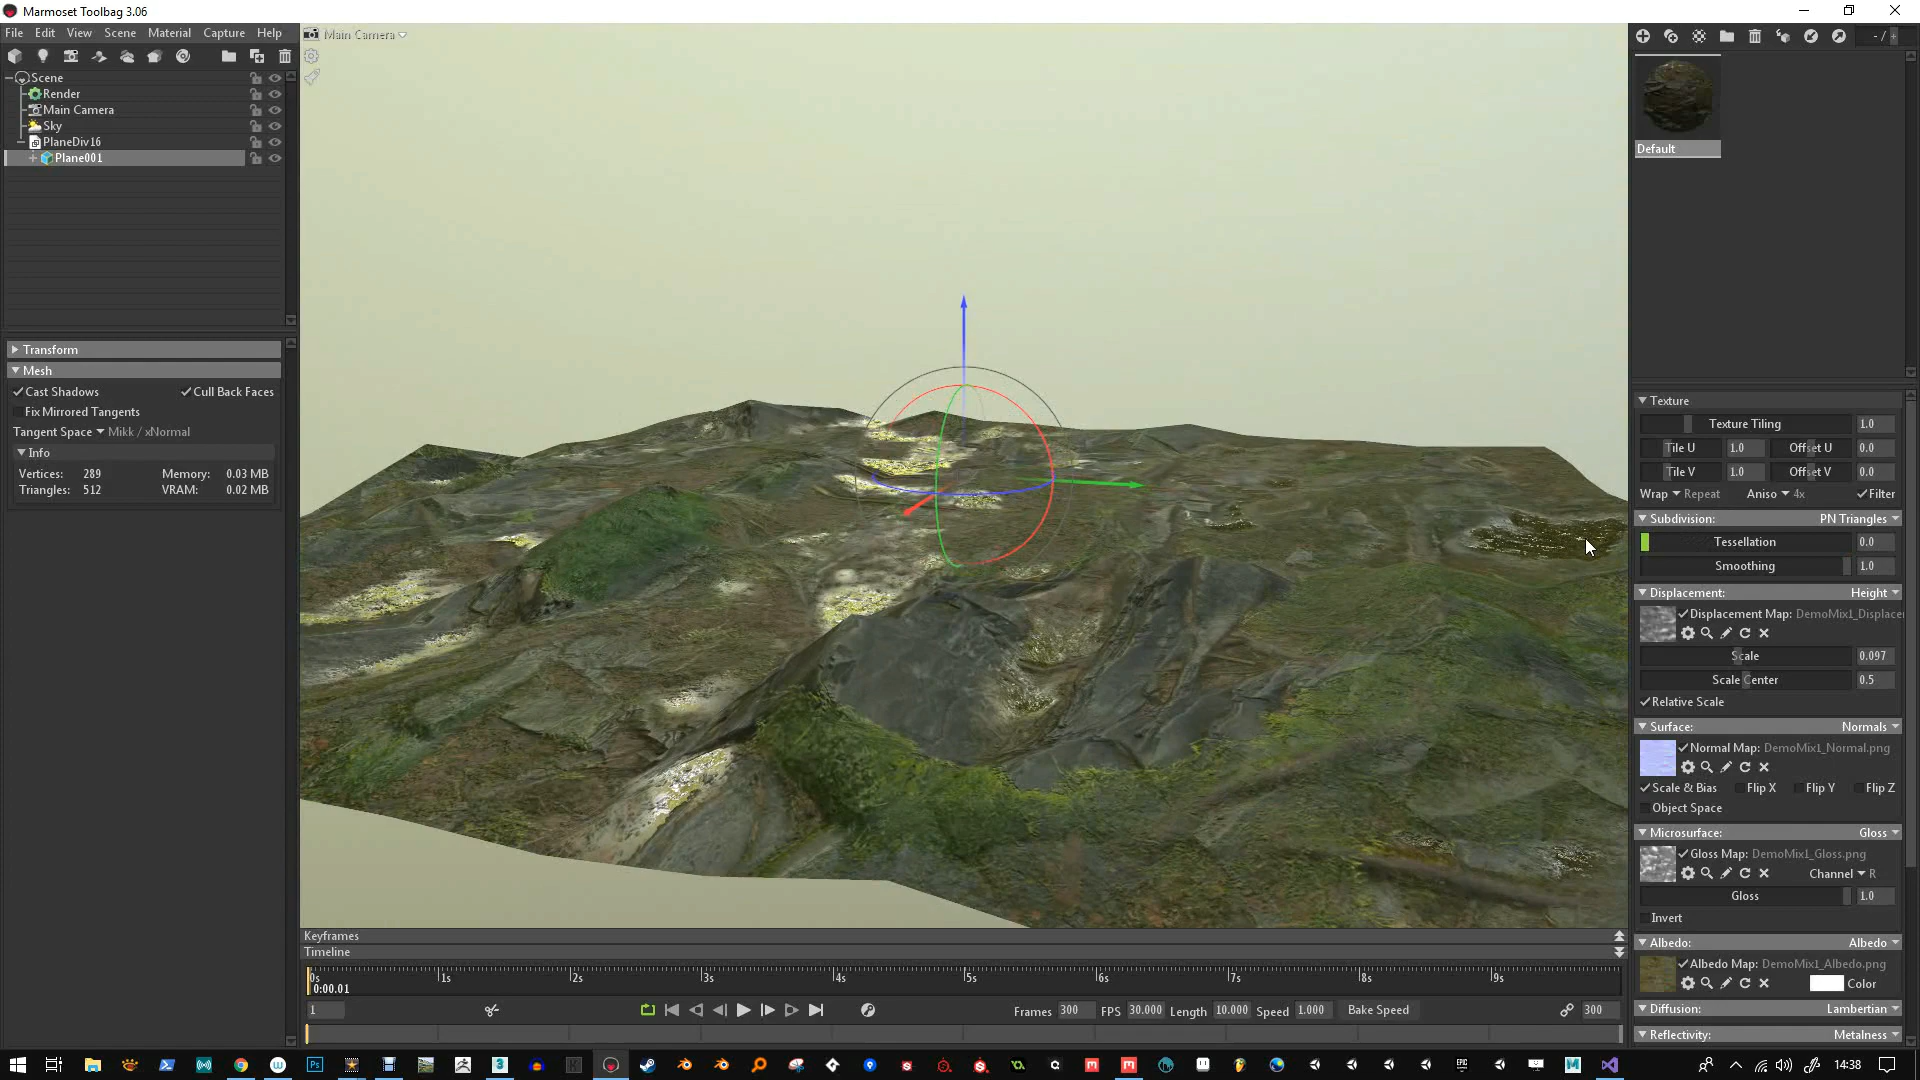 Marmoset Toolbag 3.06
File Edit View Scene Material Capture Help
Main Camera
- / +
Scene
Render
Main Camera
Sky
PlaneDiv16
Plane001
Default
Transform
Mesh
Cast Shadows Cull Back Faces
Fix Mirrored Tangents
Tangent Space Mikk / xNormal
Info
Vertices: 289 Memory: 0.03 MB
Triangles: 512 VRAM: 0.02 MB
Texture
Texture Tiling 1.0
Tile U 1.0 Offset U 0.0
Tile V 1.0 Offset V 0.0
Wrap Repeat Aniso 4x Filter
Subdivision: PN Triangles
Tessellation 0.0
Smoothing 1.0
Displacement: Height
Displacement Map: DemoMix1_Displacer
Scale 0.097
Scale Center 0.5
Relative Scale
Surface: Normals
Normal Map: DemoMix1_Normal.png
Scale & Bias Flip X Flip Y Flip Z
Object Space
Microsurface: Gloss
Gloss Map: DemoMix1_Gloss.png
Channel R
Gloss 1.0
Invert
Albedo: Albedo
Albedo Map: DemoMix1_Albedo.png
Color
Diffusion: Lambertian
Reflectivity: Metalness
Keyframes
Timeline
0s 1s 2s 3s 4s 5s 6s 7s 8s 9s
0:00.01
1 Frames 300 FPS 30.000 Length 10.000 Speed 1.000 Bake Speed 300
14:38